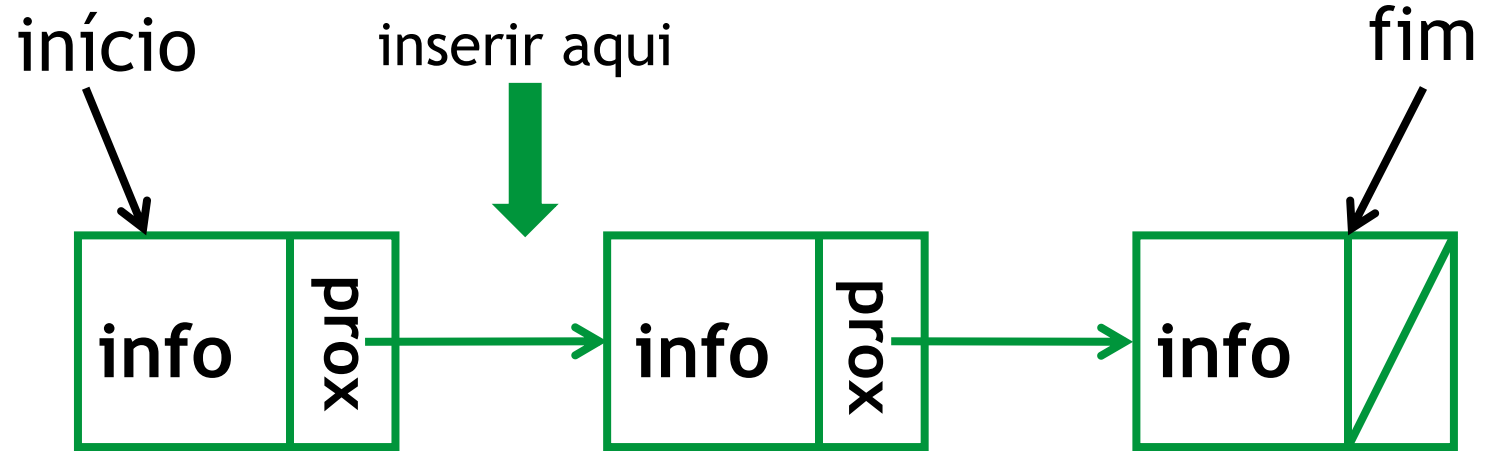 início
inserir aqui
fim
info
prox
info
prox
info